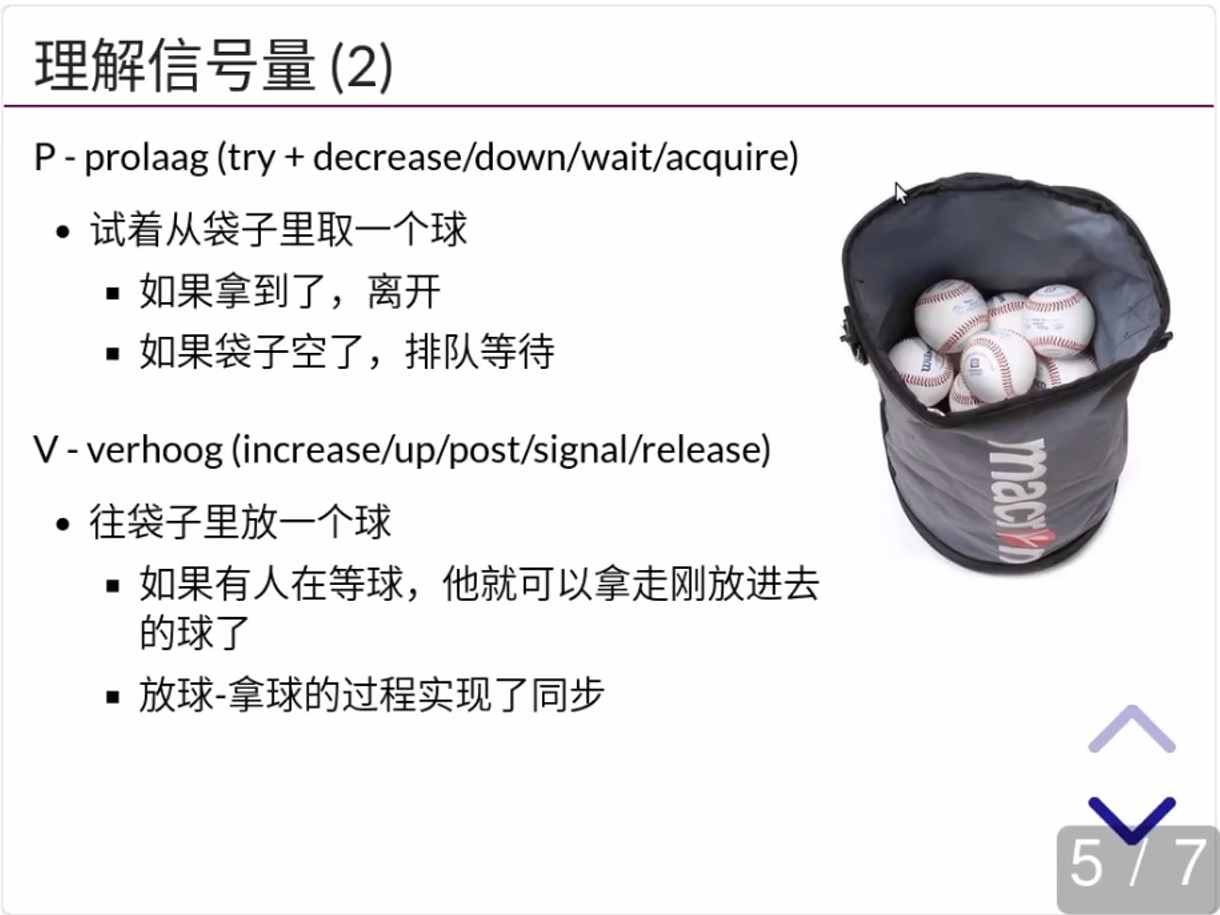 理解信号量 (2)
P - prolaag (try + decrease/down/wait/acquire)
• 试着从袋子里取一个球
▪ 如果拿到了，离开
▪ 如果袋子空了，排队等待
V - verhoog (increase/up/post/signal/release)
• 往袋子里放一个球
▪ 如果有人在等球，他就可以拿走刚放进去
的球了
▪ 放球-拿球的过程实现了同步
5 / 7